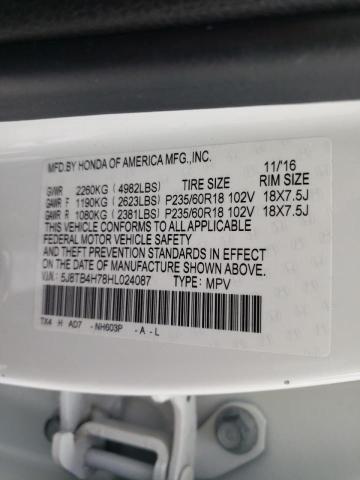 MFD.BY HONDA OF AMERICA MFG.,INC. 11/16
GVWR 2260KG (4982LBS) TIRE SIZE RIM SIZE
GAWR F 1190KG (2623LBS) P235/60R18 102V 18X7.5J
GAWR R 1080KG (2381LBS) P235/60R18 102V 18X7.5J
THIS VEHICLE CONFORMS TO ALL APPLICABLE
FEDERAL MOTOR VEHICLE SAFETY
AND THEFT PREVENTION STANDARDS IN EFFECT
ON THE DATE OF MANUFACTURE SHOWN ABOVE.
V.I.N.: 5J8TB4H78HL024087 TYPE: MPV
TX4 H AD7 - NH603P - A - L